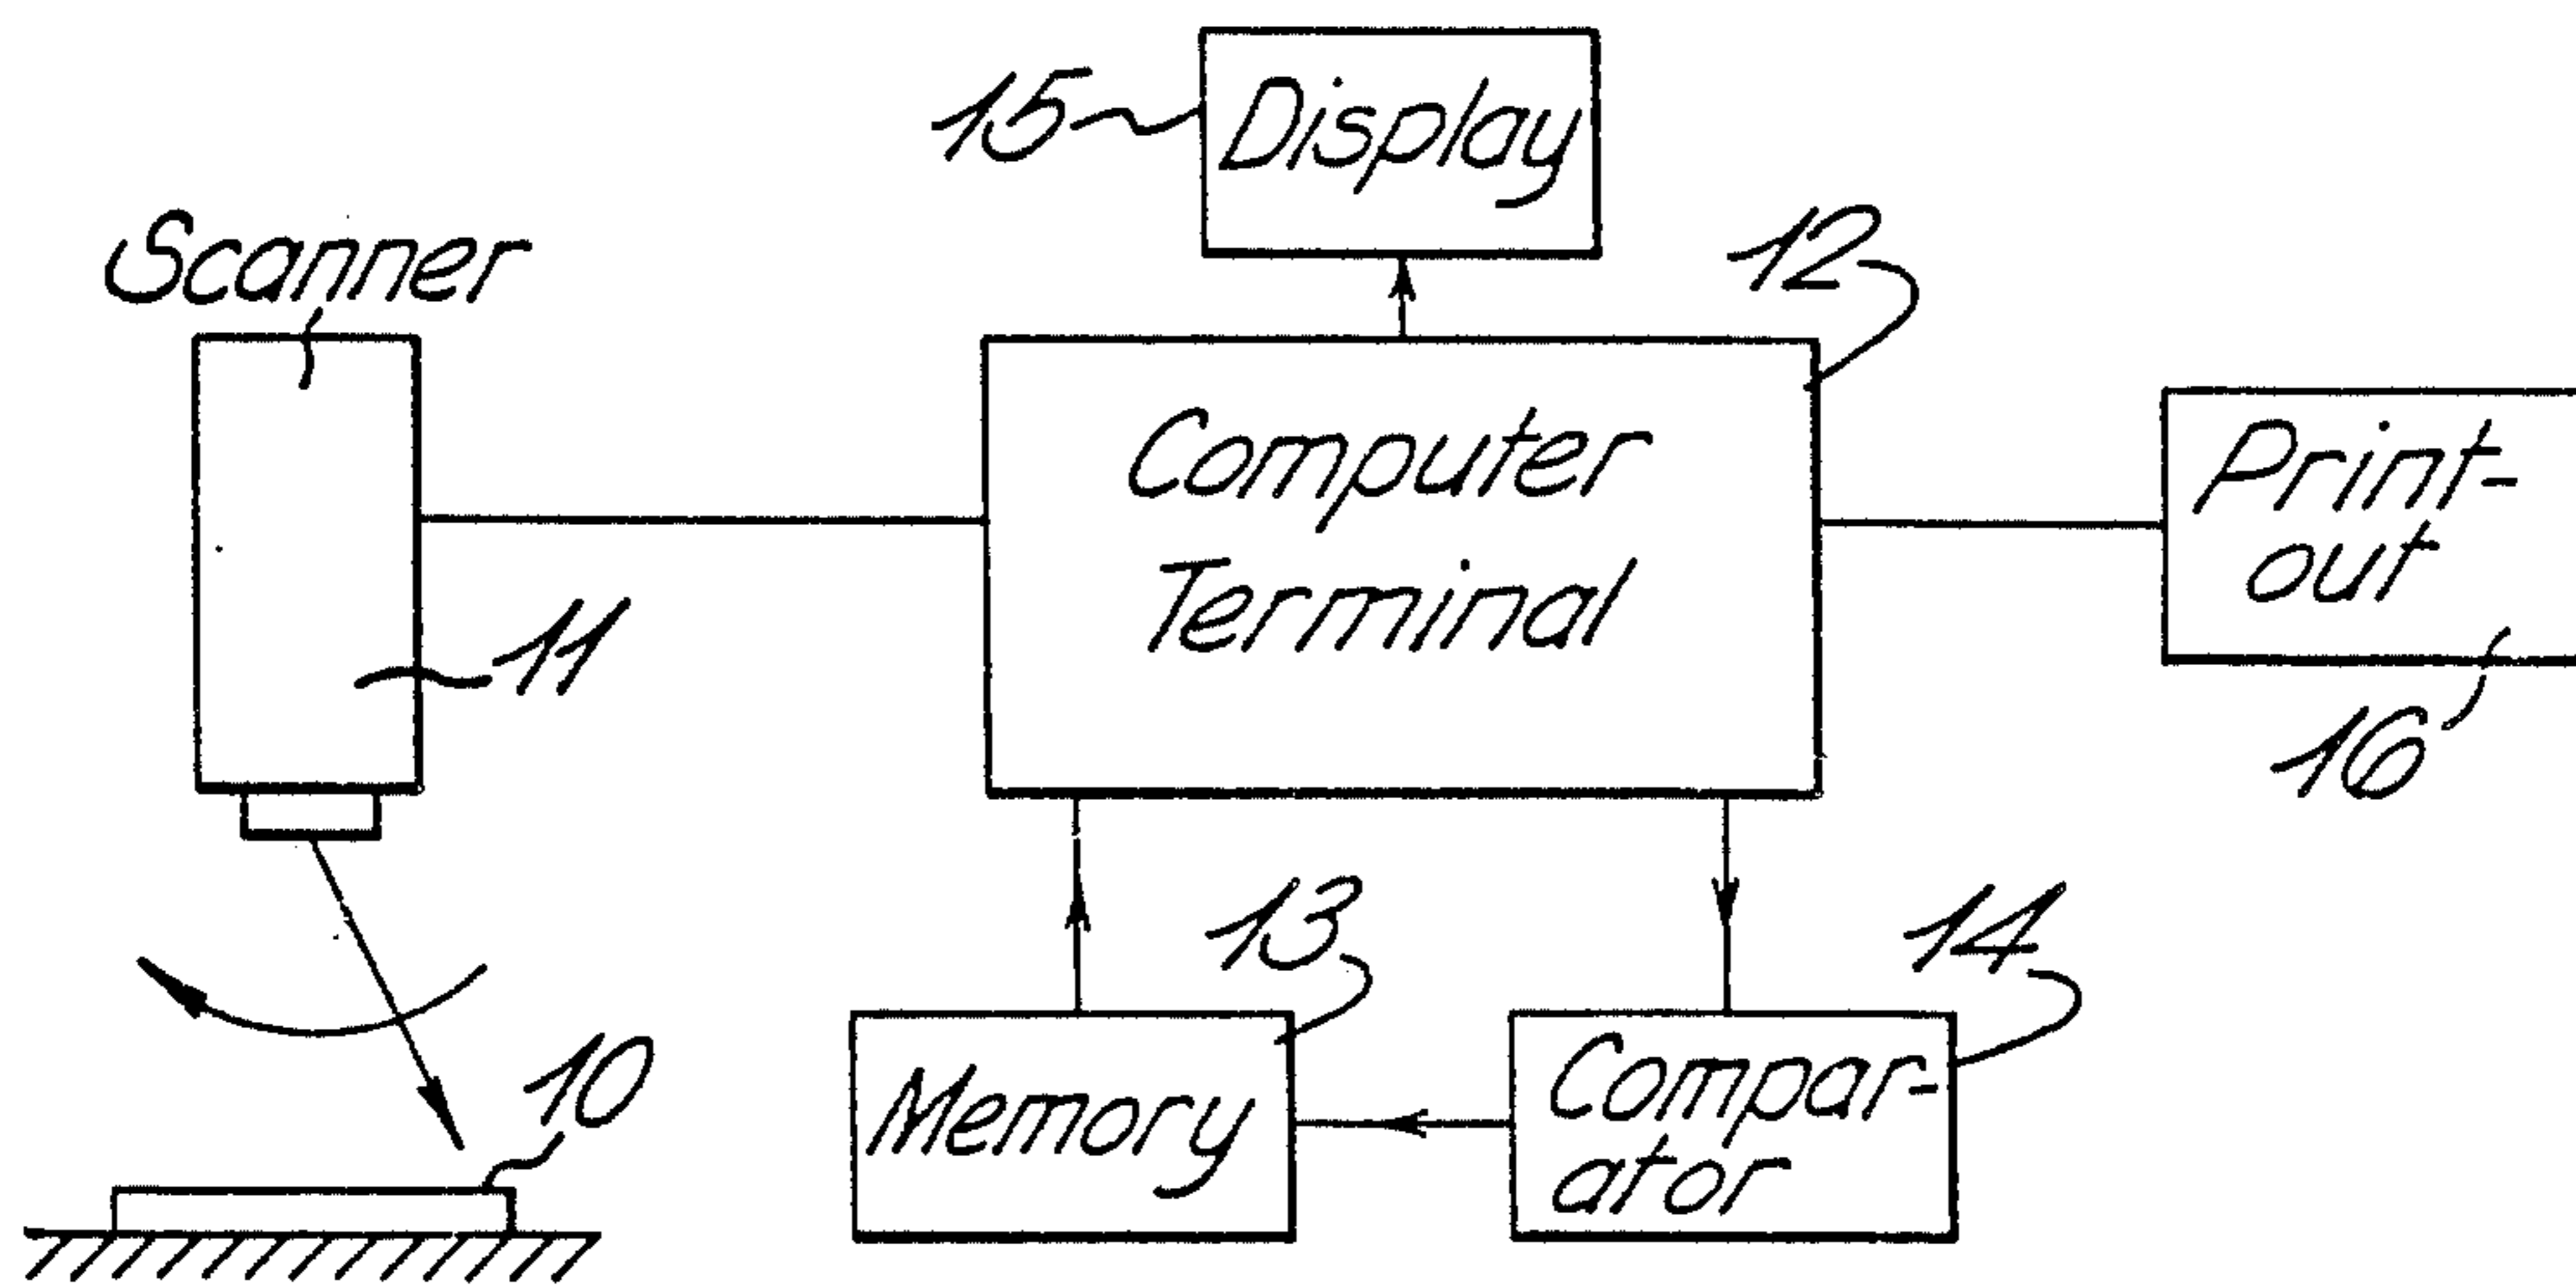 15
Display
Scanner
12
Computer
Terminal
Print-
out
11
16
13
14
10
Memory
Compar-
ator